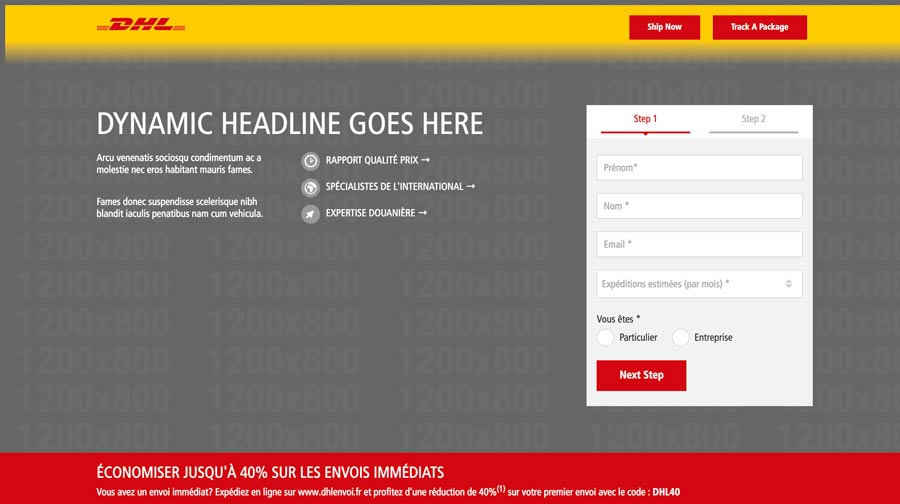 DHL
Ship Now
Track A Package
DYNAMIC HEADLINE GOES HERE
Arcu venenatis sociosqu condimentum ac a
molestie nec eros habitant mauris fames.
Fames donec suspendisse scelerisque nibh
blandit iaculis penatibus nam cum vehicula.
RAPPORT QUALITÉ PRIX →
SPÉCIALISTES DE L'INTERNATIONAL →
EXPERTISE DOUANIÈRE →
Step 1
Step 2
Prénom*
Nom *
Email *
Expéditions estimées (par mois) *
Vous êtes *
Particulier
Entreprise
Next Step
1200x800
ÉCONOMISER JUSQU'À 40% SUR LES ENVOIS IMMÉDIATS
Vous avez un envoi immédiat? Expédiez en ligne sur www.dhlenvoi.fr et profitez d'une réduction de 40%(1) sur votre premier envoi avec le code : DHL40